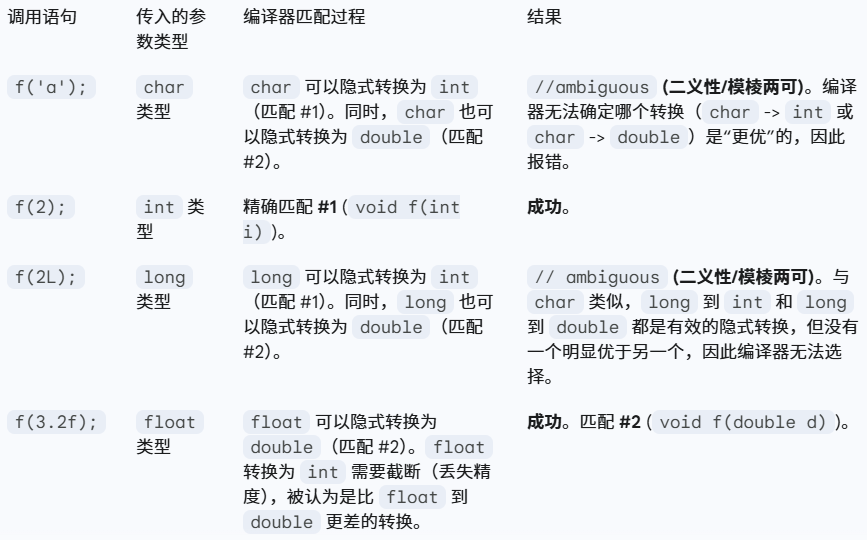 调用语句 传入的参 编译器匹配过程 结果
数类型
f('a'); char char 可以隐式转换为 int //ambiguous (二义性/模棱两可)。编译
类型 （匹配 #1）。同时， char 也可 器无法确定哪个转换（ char -> int 或
以隐式转换为 double （匹配 char -> double ）是“更优”的，因此
#2）。 报错。
f(2); int 类 精确匹配 #1 ( void f(int 成功。
型 i) )。
f(2L); long long 可以隐式转换为 int // ambiguous (二义性/模棱两可)。与
类型 （匹配 #1）。同时， long 也可 char 类似， long 到 int 和 long
以隐式转换为 double （匹配 到 double 都是有效的隐式转换，但没有
#2）。 一个明显优于另一个，因此编译器无法选
择。
f(3.2f); float float 可以隐式转换为 成功。匹配 #2 ( void f(double d) )。
类型 double （匹配 #2）。 float
转换为 int 需要截断（丢失精
度），被认为是比 float 到
double 更差的转换。